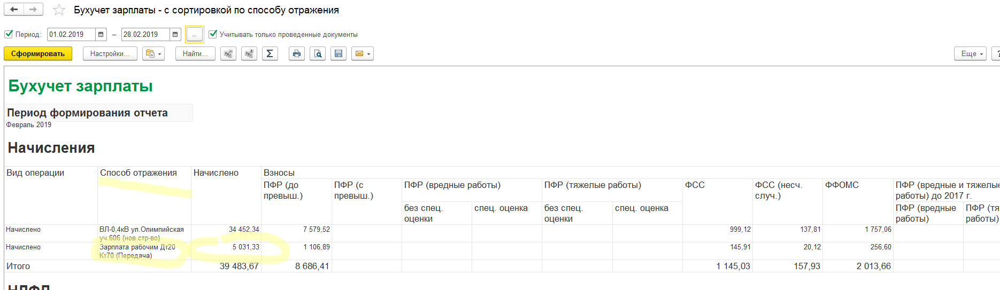 Бухучет зарплаты - с сортировкой по способу отражения
Период: 01.02.2019 – 28.02.2019 ... Учитывать только проведенные документы
Сформировать Настройки... Найти... Σ Еще ?
Бухучет зарплаты
Период формирования отчета
Февраль 2019
Начисления
Вид операции Способ отражения Начислено Взносы
ПФР (до превыш.) ПФР (с превыш.) ПФР (вредные работы) ПФР (тяжелые работы) ФСС ФСС (несч. случ.) ФФОМС ПФР (вредные и тяжелые работы) до 2017 г.
без спец. оценки спец. оценка без спец. оценки спец. оценка ПФР (вредные работы) ПФР (тя работы)
Начислено ВЛ-0,4кВ ул.Олимпийская уч.606 (нов.стр-во) 34 452,34 7 579,52 999,12 137,81 1 757,06
Начислено Зарплата рабочим Дт20 Кт70 (Передача) 5 031,33 1 106,89 145,91 20,12 256,60
Итого 39 483,67 8 686,41 1 145,03 157,93 2 013,66
НДФЛ